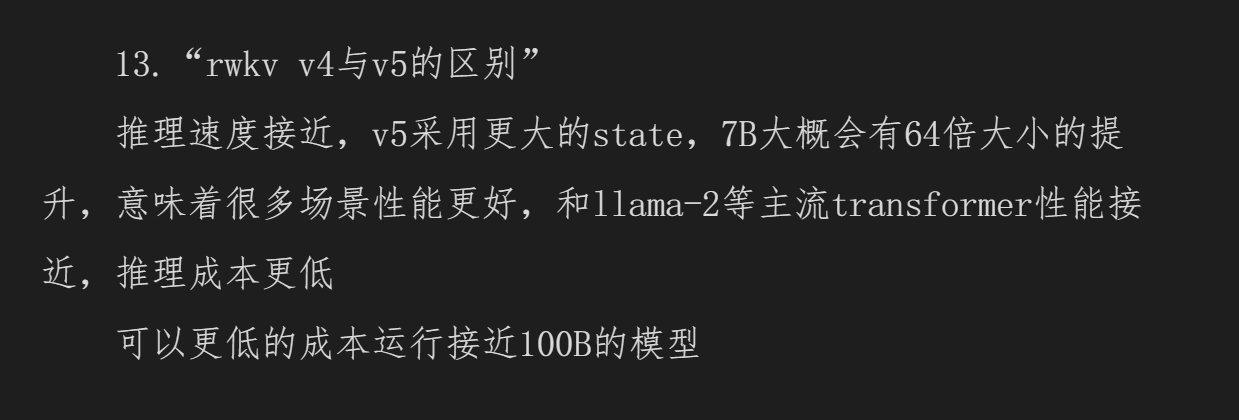 13. “rwkv v4与v5的区别”
推理速度接近，v5采用更大的state，7B大概会有64倍大小的提
升，意味着很多场景性能更好，和llama-2等主流transformer性能接
近，推理成本更低
可以更低的成本运行接近100B的模型